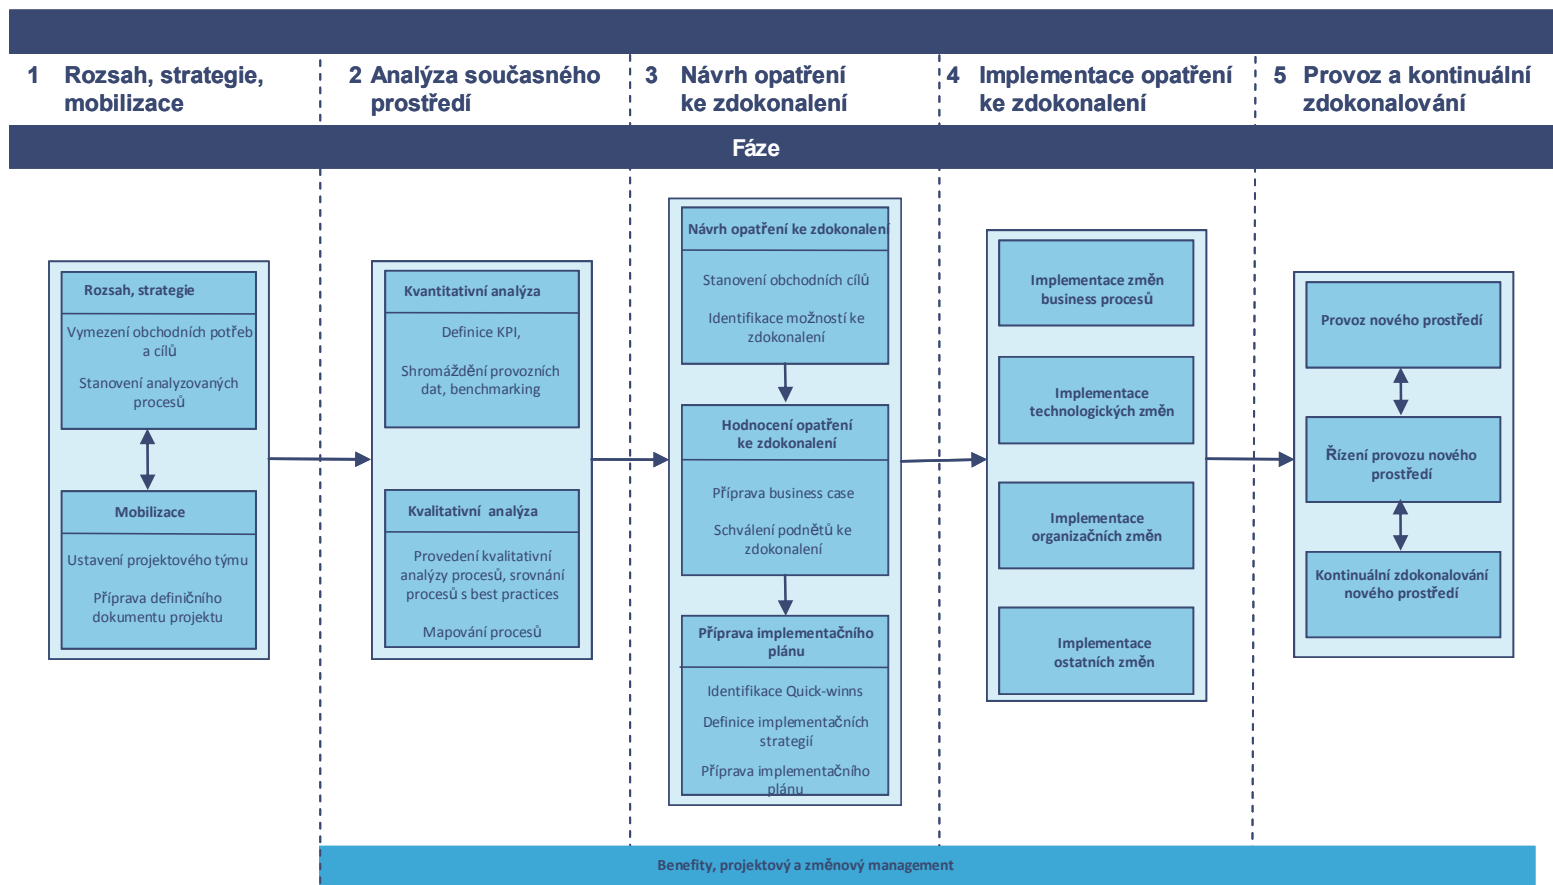 1 Rozsah, strategie,
mobilizace
2 Analýza současného
prostředí
3 Návrh opatření
ke zdokonalení
4 Implementace opatření
ke zdokonalení
5 Provoz a kontinuální
zdokonalování
Fáze
Rozsah, strategie
Vymezení obchodních potřeb
a cílů
Stanovení analyzovaných
procesů
Mobilizace
Ustavení projektového týmu
Příprava definičního
dokumentu projektu
Kvantitativní analýza
Definice KPI,
Shromáždění provozních
dat, benchmarking
Kvalitativní analýza
Provedení kvalitativní
analýzy procesů, srovnání
procesů s best practices
Mapování procesů
Návrh opatření ke zdokonalení
Stanovení obchodních cílů
Identifikace možností ke
zdokonalení
Hodnocení opatření
ke zdokonalení
Příprava business case
Schválení podnětů ke
zdokonalení
Příprava implementačního
plánu
Identifikace Quick-winns
Definice implementačních
strategií
Příprava implementačního
plánu
Implementace změn
business procesů
Implementace
technologických změn
Implementace
organizačních změn
Implementace
ostatních změn
Provoz nového prostředí
Řízení provozu nového
prostředí
Kontinuální zdokonalování
nového prostředí
Benefity, projektový a změnový management